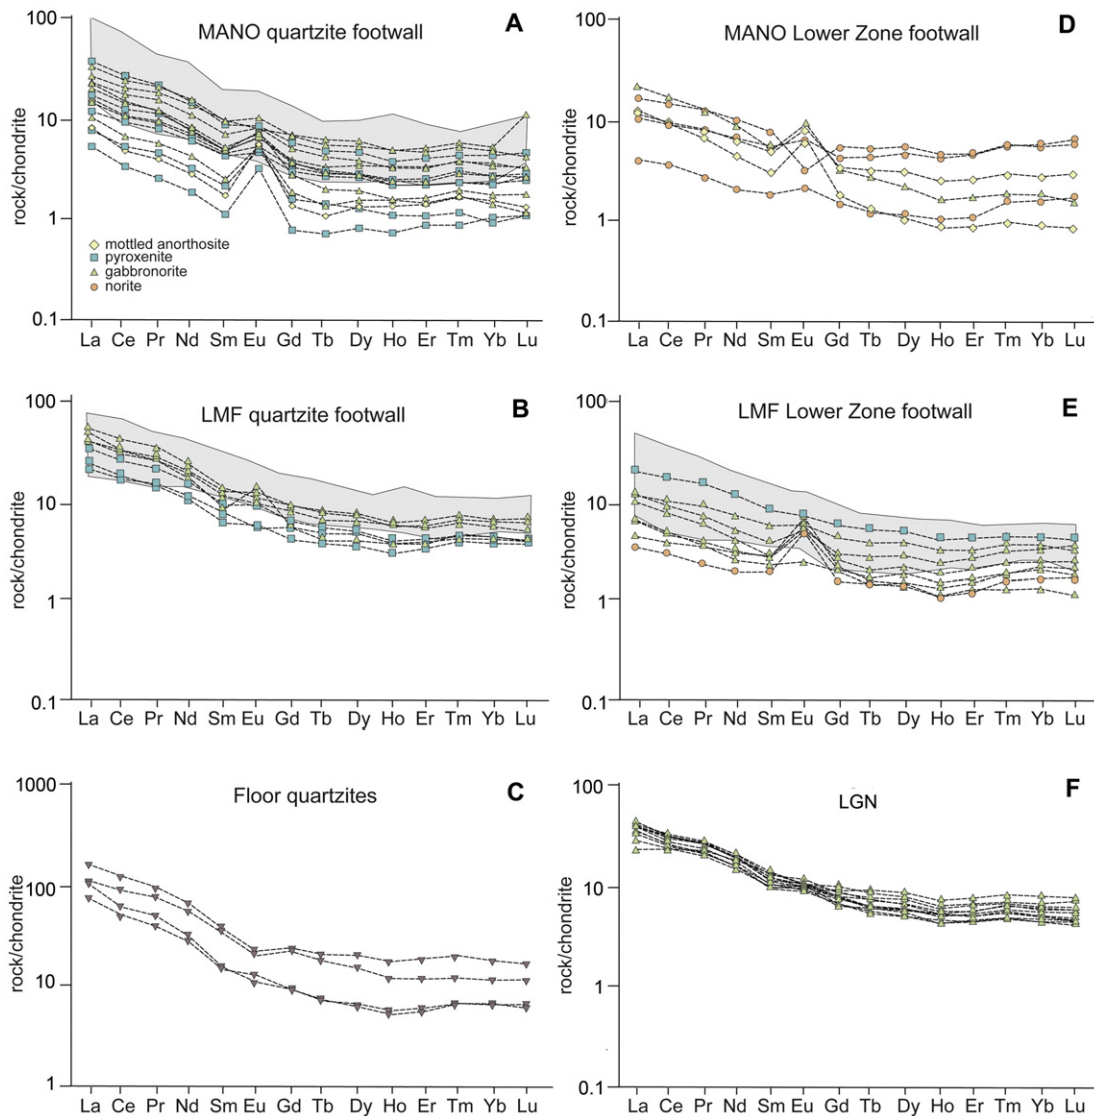 MANO quartzite footwall
A
100
10
1
0.1
rock/chondrite
mottled anorthosite
pyroxenite
gabbronorite
norite
La Ce Pr Nd Sm Eu Gd Tb Dy Ho Er Tm Yb Lu
MANO Lower Zone footwall
D
100
10
1
0.1
rock/chondrite
La Ce Pr Nd Sm Eu Gd Tb Dy Ho Er Tm Yb Lu
LMF quartzite footwall
B
100
10
1
0.1
rock/chondrite
La Ce Pr Nd Sm Eu Gd Tb Dy Ho Er Tm Yb Lu
LMF Lower Zone footwall
E
100
10
1
0.1
rock/chondrite
La Ce Pr Nd Sm Eu Gd Tb Dy Ho Er Tm Yb Lu
Floor quartzites
C
1000
100
10
1
rock/chondrite
La Ce Pr Nd Sm Eu Gd Tb Dy Ho Er Tm Yb Lu
LGN
F
100
10
1
0.1
rock/chondrite
La Ce Pr Nd Sm Eu Gd Tb Dy Ho Er Tm Yb Lu